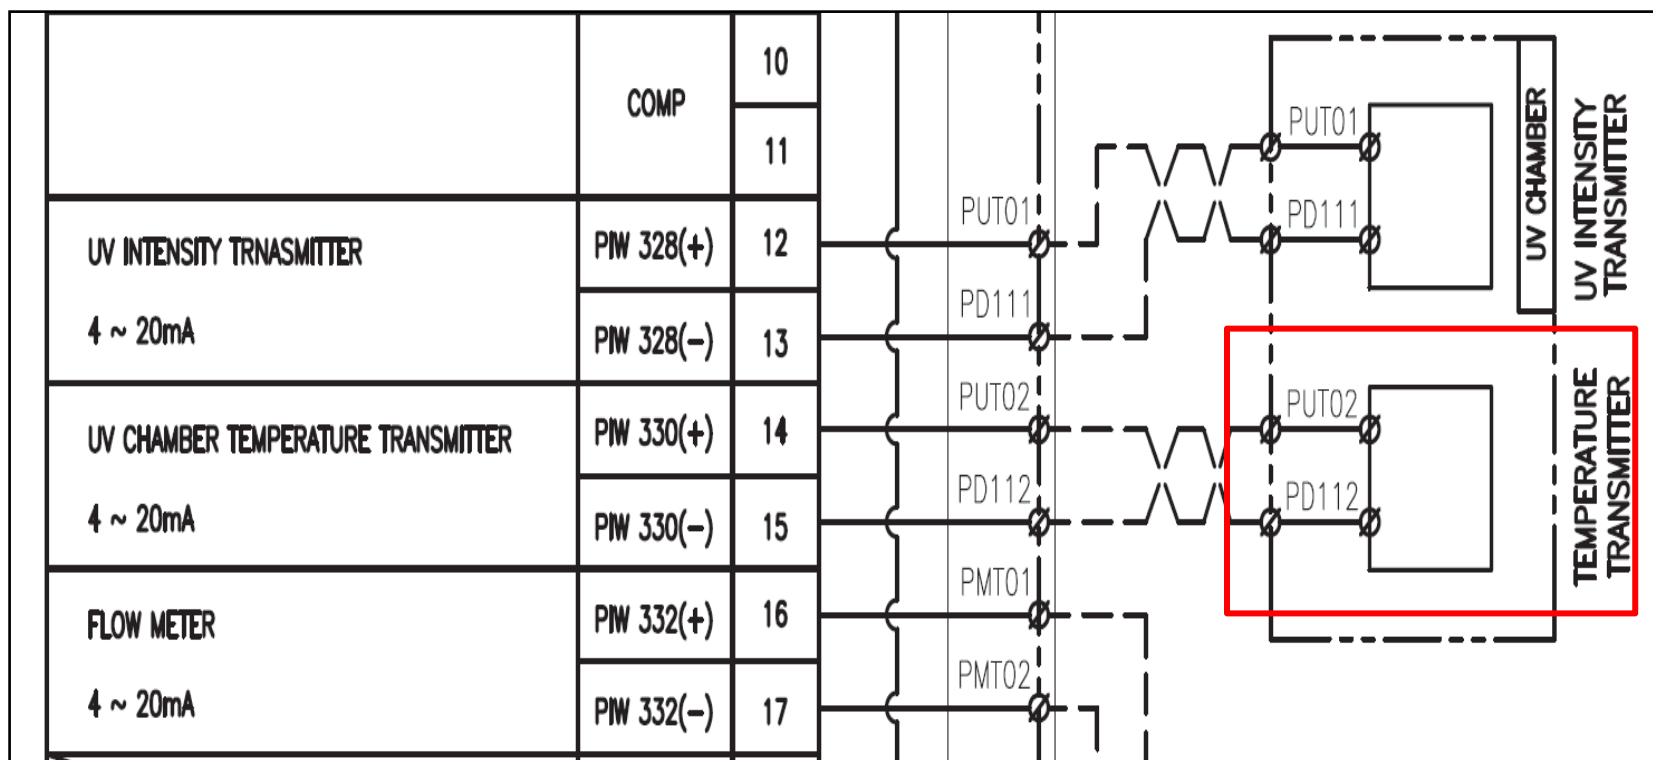 COMP
10
11
UV INTENSITY TRNASMITTER
4 ~ 20mA
PIW 328(+)
12
PIW 328(-)
13
UV CHAMBER TEMPERATURE TRANSMITTER
4 ~ 20mA
PIW 330(+)
14
PIW 330(-)
15
FLOW METER
4 ~ 20mA
PIW 332(+)
16
PIW 332(-)
17
PUT01
PD111
PUT02
PD112
PMT01
PMT02
PUT01
PD111
UV CHAMBER
UV INTENSITY
TRANSMITTER
PUT02
PD112
TEMPERATURE
TRANSMITTER